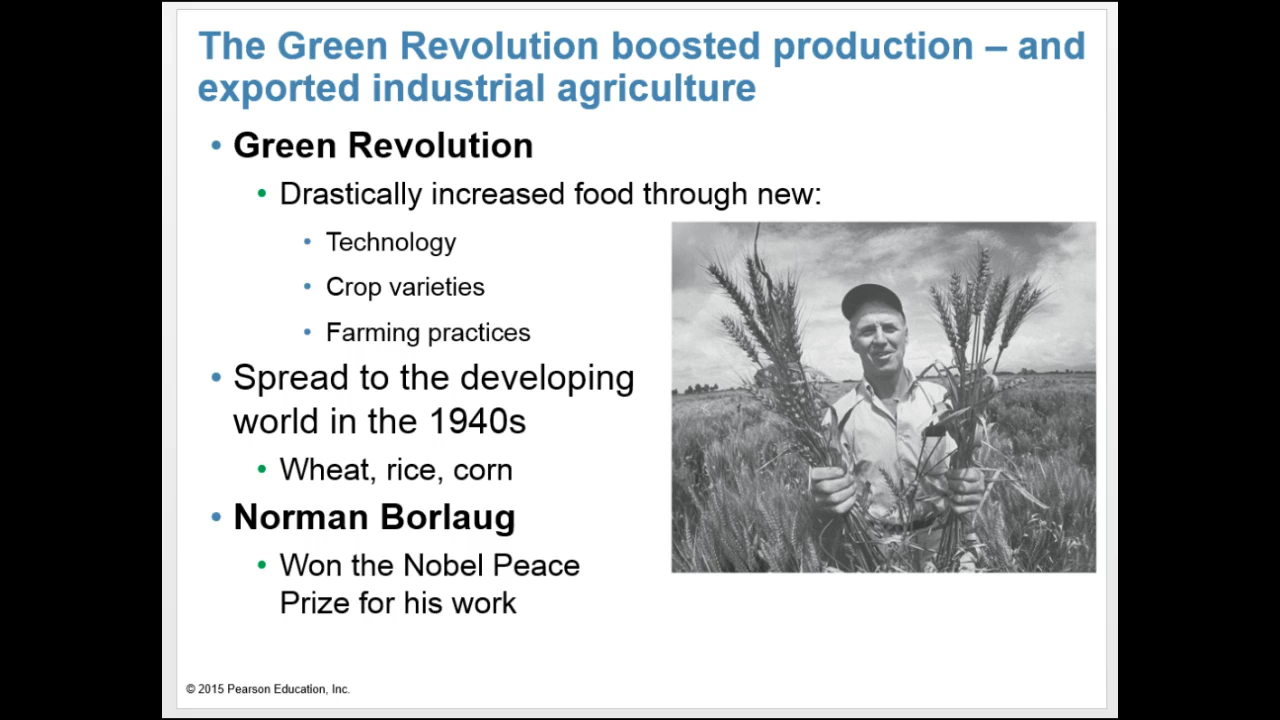 The Green Revolution boosted production – and
exported industrial agriculture
• Green Revolution
• Drastically increased food through new:
• Technology
• Crop varieties
• Farming practices
• Spread to the developing
world in the 1940s
• Wheat, rice, corn
• Norman Borlaug
• Won the Nobel Peace
Prize for his work
© 2015 Pearson Education, Inc.